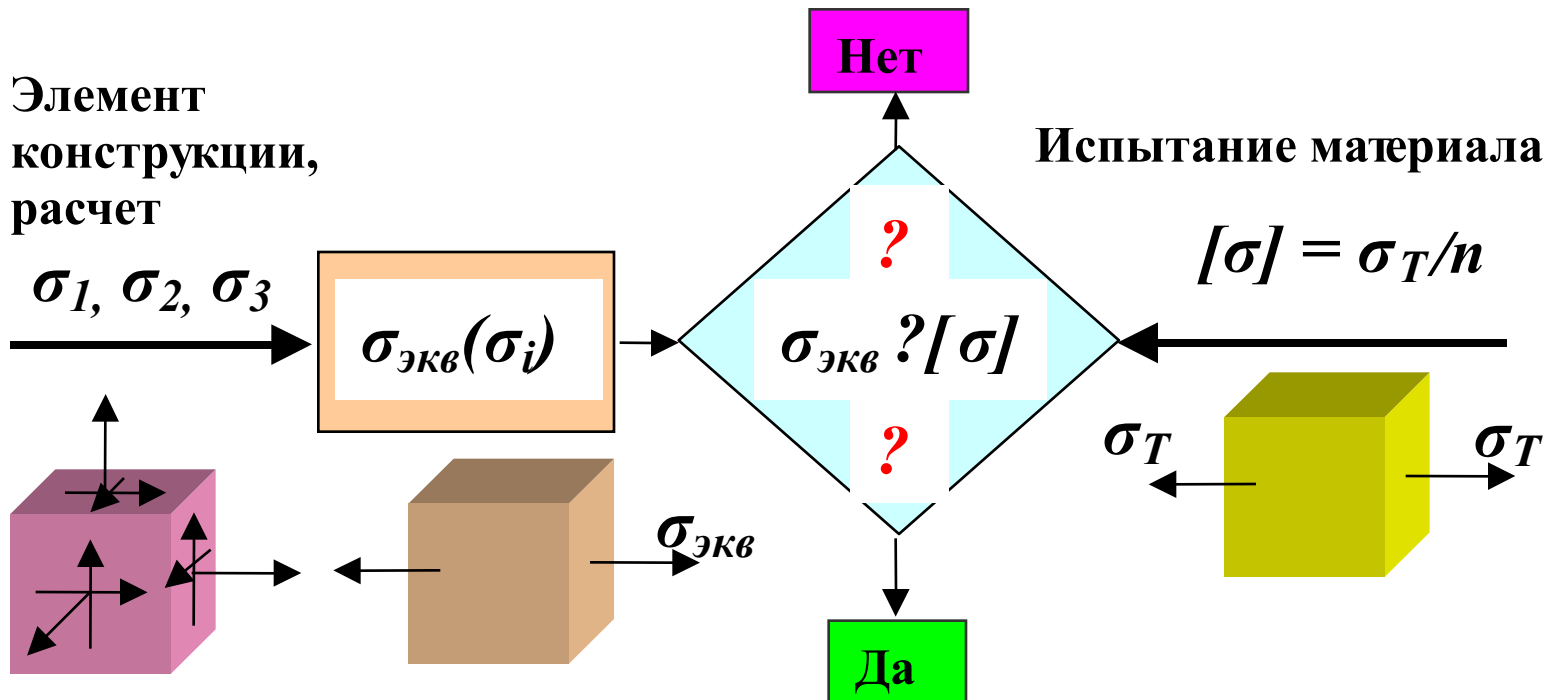 Нет
Элемент
конструкции,
расчет
Испытание материала
σ1, σ2, σ3
[σ] = σT/n
?
σэкв(σi)
σэкв ?[σ]
?
σT
σT
σэкв
Да